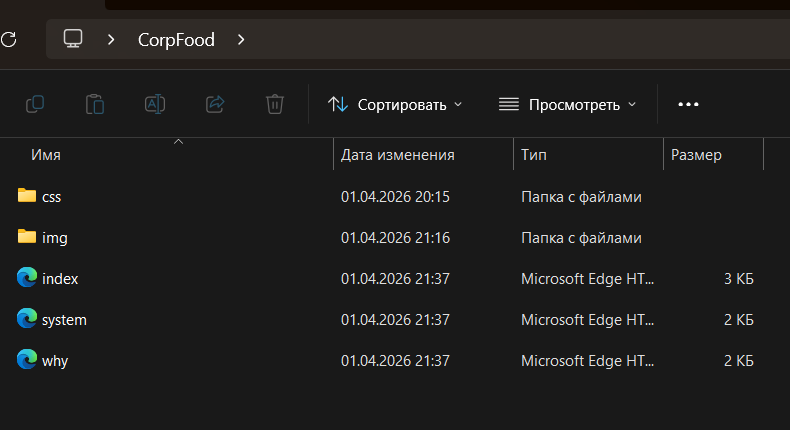 CorpFood
Сортировать Просмотреть
Имя Дата изменения Тип Размер
css 01.04.2026 20:15 Папка с файлами
img 01.04.2026 21:16 Папка с файлами
index 01.04.2026 21:37 Microsoft Edge HT... 3 КБ
system 01.04.2026 21:37 Microsoft Edge HT... 2 КБ
why 01.04.2026 21:37 Microsoft Edge HT... 2 КБ